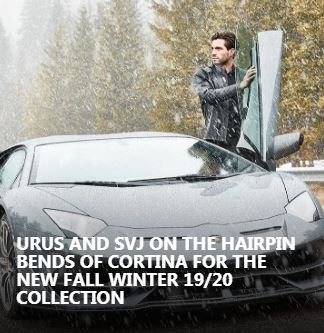 URUS AND SVJ ON THE HAIRPIN
BENDS OF CORTINA FOR THE
NEW FALL WINTER 19/20
COLLECTION